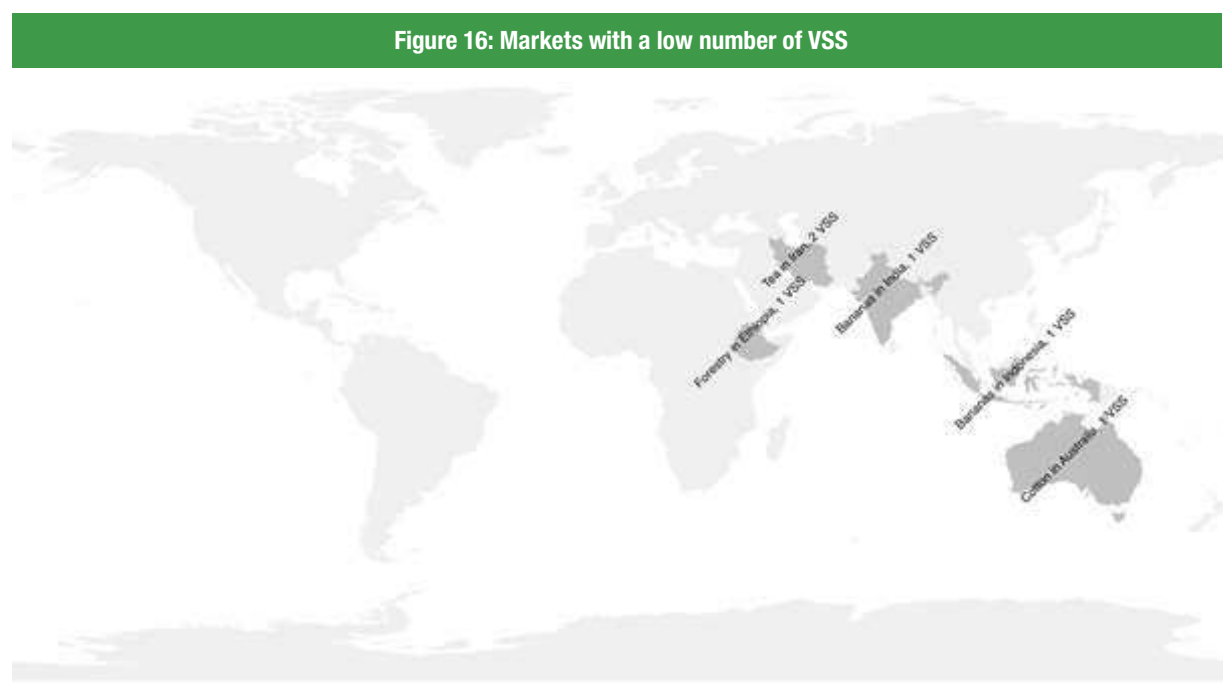 Figure 16: Markets with a low number of VSS
Tea in Iran, 2 VSS
Bananas in India, 1 VSS
Forestry in Ethiopia, 1 VSS
Bananas in Indonesia, 1 VSS
Cotton in Australia, 1 VSS